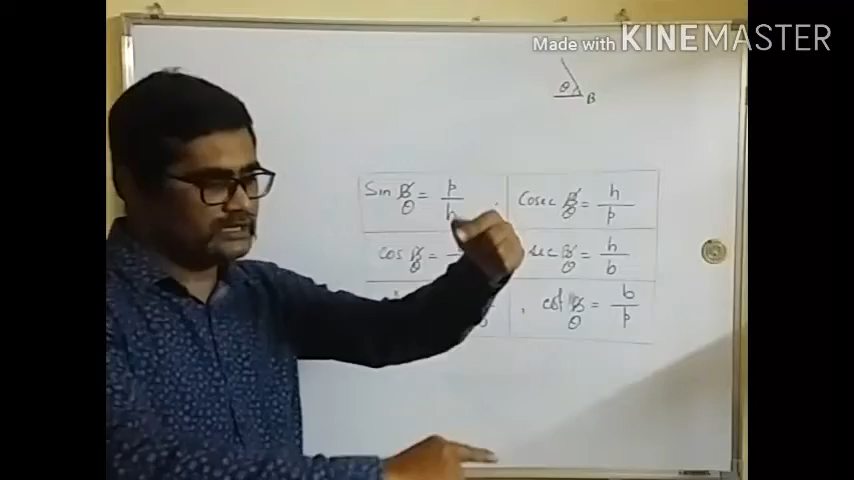 Made with KINEMASTER
θ
B
Sin θ = p/h , Cosec θ = h/p
cos θ = sec θ = h/b
, cot θ = b/p